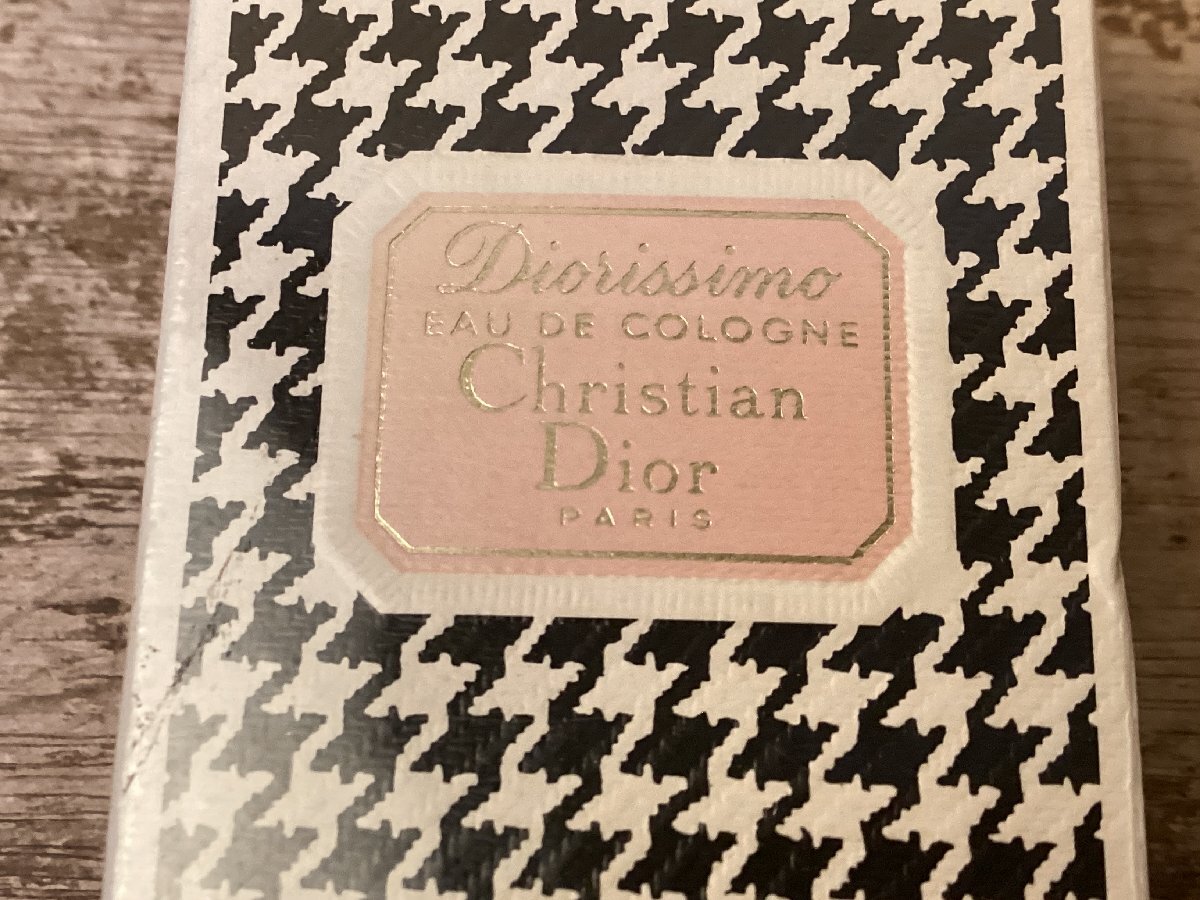 Diorissimo
EAU DE COLOGNE
Christian
Dior
PARIS